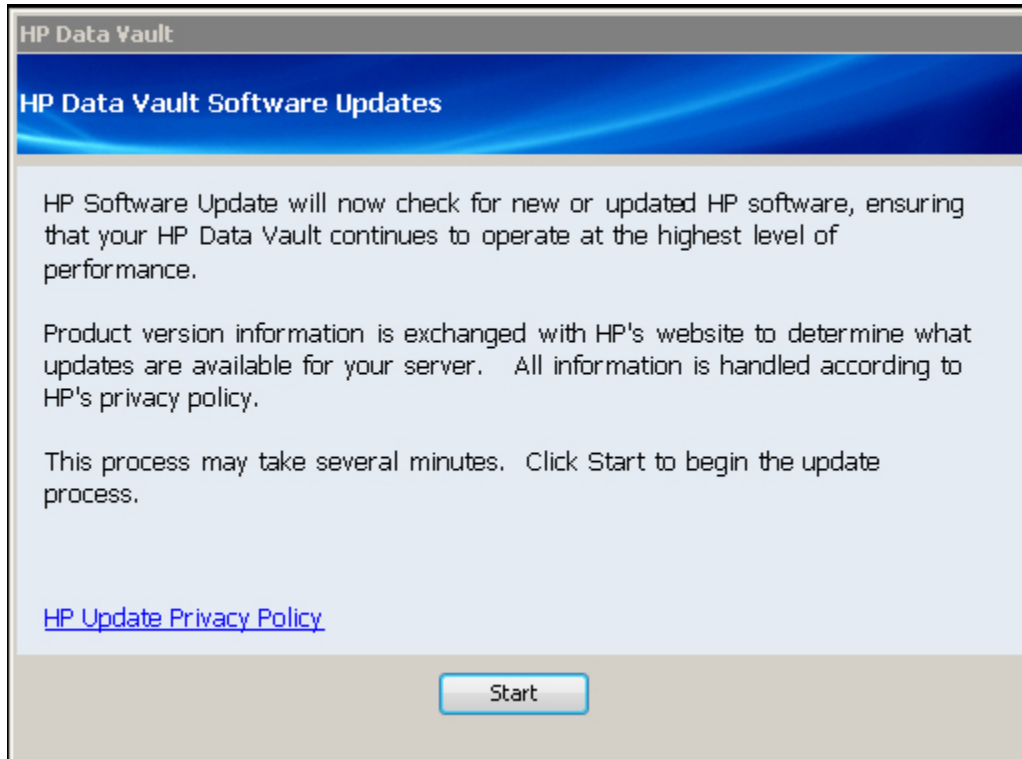 HP Data Vault
HP Data Vault Software Updates
HP Software Update will now check for new or updated HP software, ensuring
that your HP Data Vault continues to operate at the highest level of
performance.
Product version information is exchanged with HP's website to determine what
updates are available for your server.   All information is handled according to
HP's privacy policy.
This process may take several minutes.  Click Start to begin the update
process.
HP Update Privacy Policy
Start